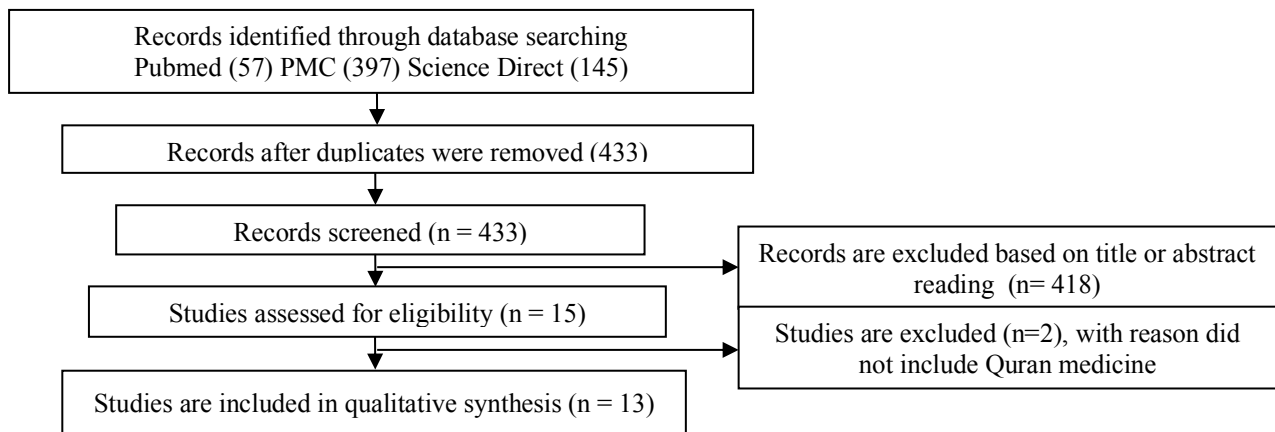 Records identified through database searching
Pubmed (57) PMC (397) Science Direct (145)
Records after duplicates were removed (433)
Records screened (n = 433)
Records are excluded based on title or abstract
reading (n= 418)
Studies assessed for eligibility (n = 15)
Studies are excluded (n=2), with reason did
not include Quran medicine
Studies are included in qualitative synthesis (n = 13)